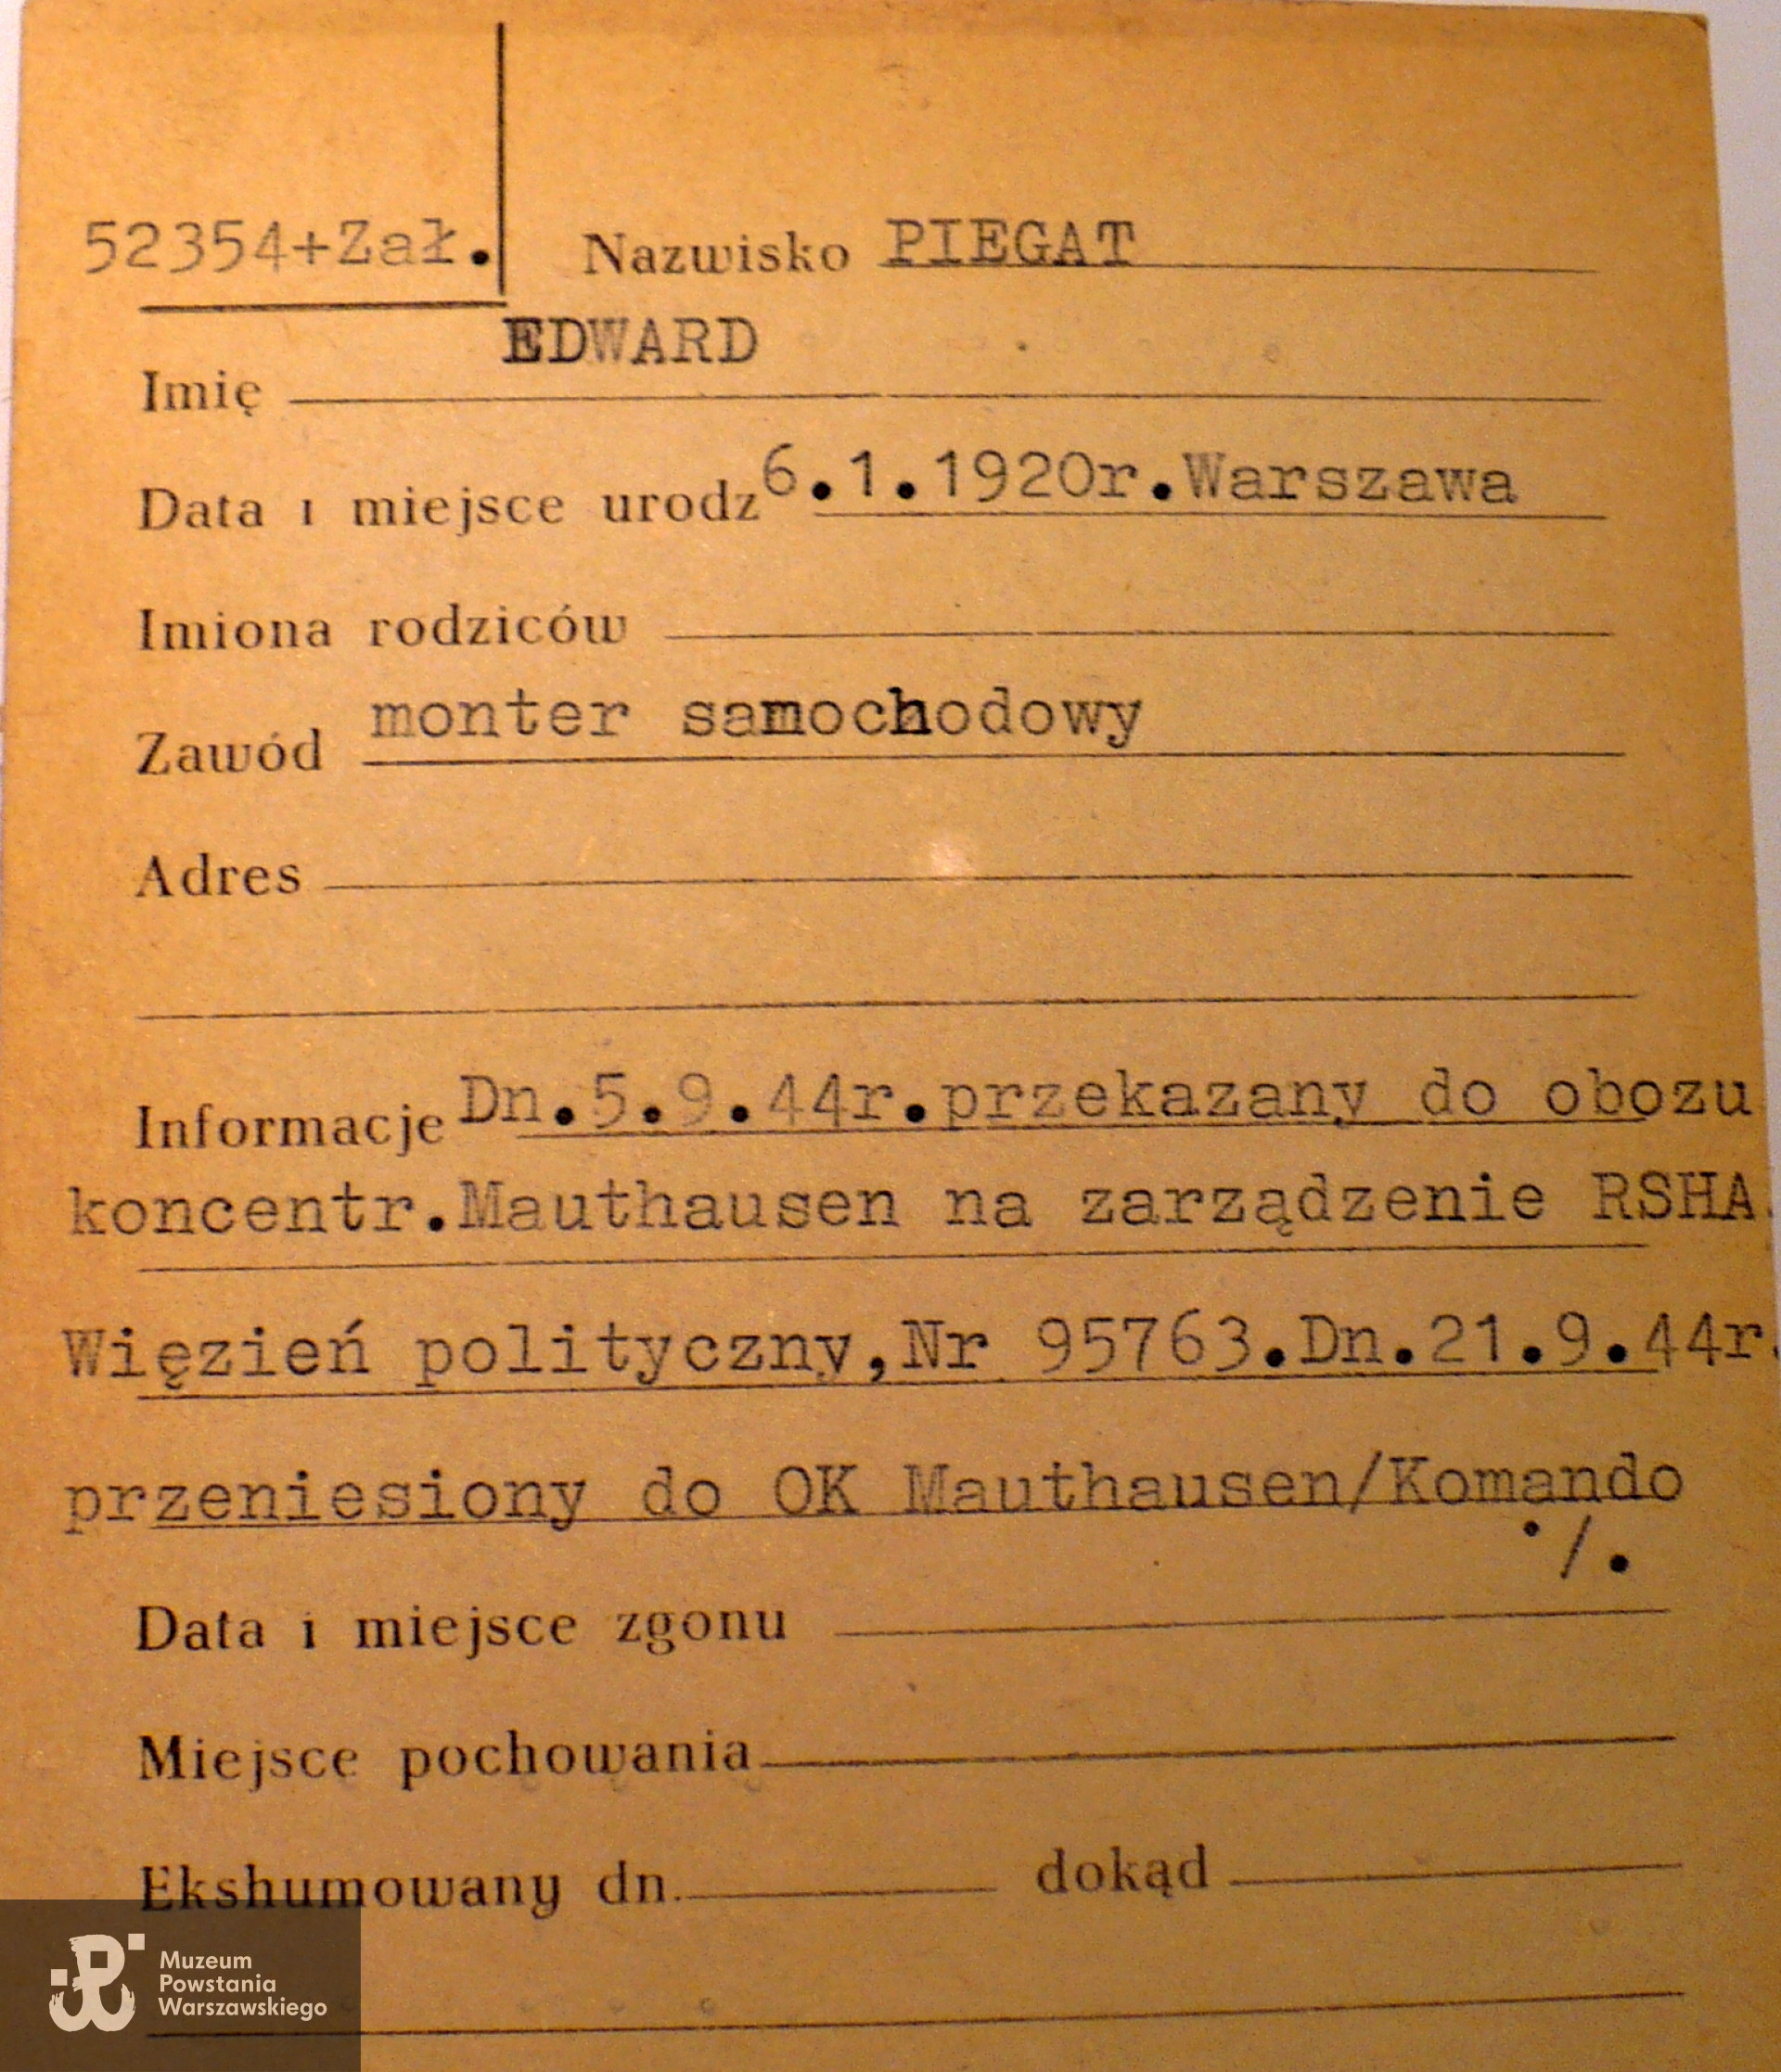 52354+Zał. Nazwisko PIEGAT
EDWARD
Imię
Data i miejsce urodz 6.1.1920r.Warszawa
Imiona rodziców
Zawód monter samochodowy
Adres
Informacje Dn.5.9.44r.przekazany do obozu
koncentr.Mauthausen na zarządzenie RSHA.
Więzień polityczny,Nr 95763.Dn.21.9.44r.
przeniesiony do OK Mauthausen/Komando
./.
Data i miejsce zgonu
Miejsce pochowania
Ekshumowany dn. dokąd
Muzeum
Powstania
Warszawskiego